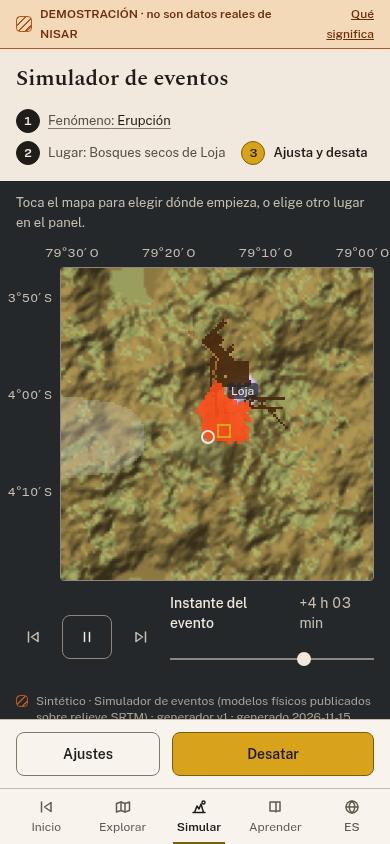 DEMOSTRACIÓN · no son datos reales de NISAR
Qué significa
Simulador de eventos
1 Fenómeno: Erupción
2 Lugar: Bosques secos de Loja 3 Ajusta y desata
Toca el mapa para elegir dónde empieza, o elige otro lugar
en el panel.
79°30′ O 79°20′ O 79°10′ O 79°00′ O
3°50′ S
Loja
4°00′ S
4°10′ S
Instante del evento
+4 h 03 min
Sintético · Simulador de eventos (modelos físicos publicados
sobre relieve SRTM) · generador v1 · generado 2026-11-15
Ajustes
Desatar
Inicio Explorar Simular Aprender ES